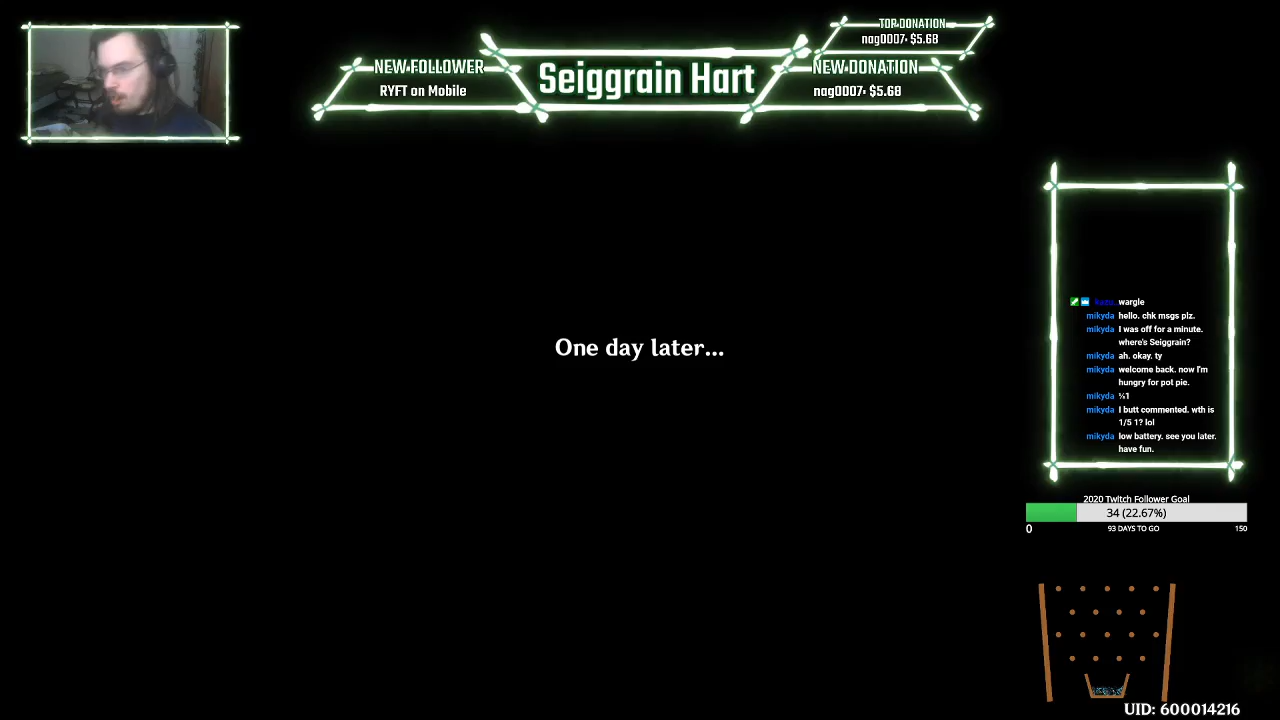 TOP DONATION
nag0007: $5.68
NEW FOLLOWER
RYFT on Mobile
Seiggrain Hart
NEW DONATION
nag0007: $5.68
One day later...
wargle
mikyda hello. chk msgs plz.
mikyda I was off for a minute.
where's Seiggrain?
mikyda ah. okay. ty
mikyda welcome back. now I'm
hungry for pot pie.
mikyda ⅕1
mikyda I butt commented. wth is
1/5 1? lol
mikyda low battery. see you later.
have fun.
2020 Twitch Follower Goal
34 (22.67%)
0 93 DAYS TO GO 150
UID: 600014216